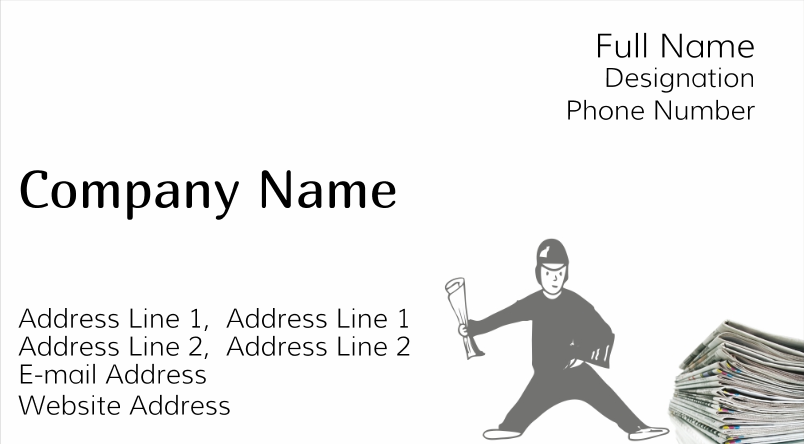 Full Name
Designation
Phone Number
Company Name
Address Line 1,  Address Line 1
Address Line 2,  Address Line 2
E-mail Address
Website Address